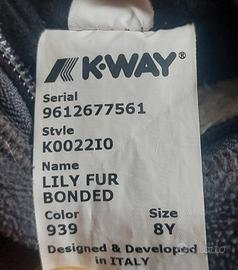 K-WAY®
Serial
9612677561
Style
K0022I0
Name
LILY FUR
BONDED
Color Size
939 8Y
Designed & Developed
in ITALY